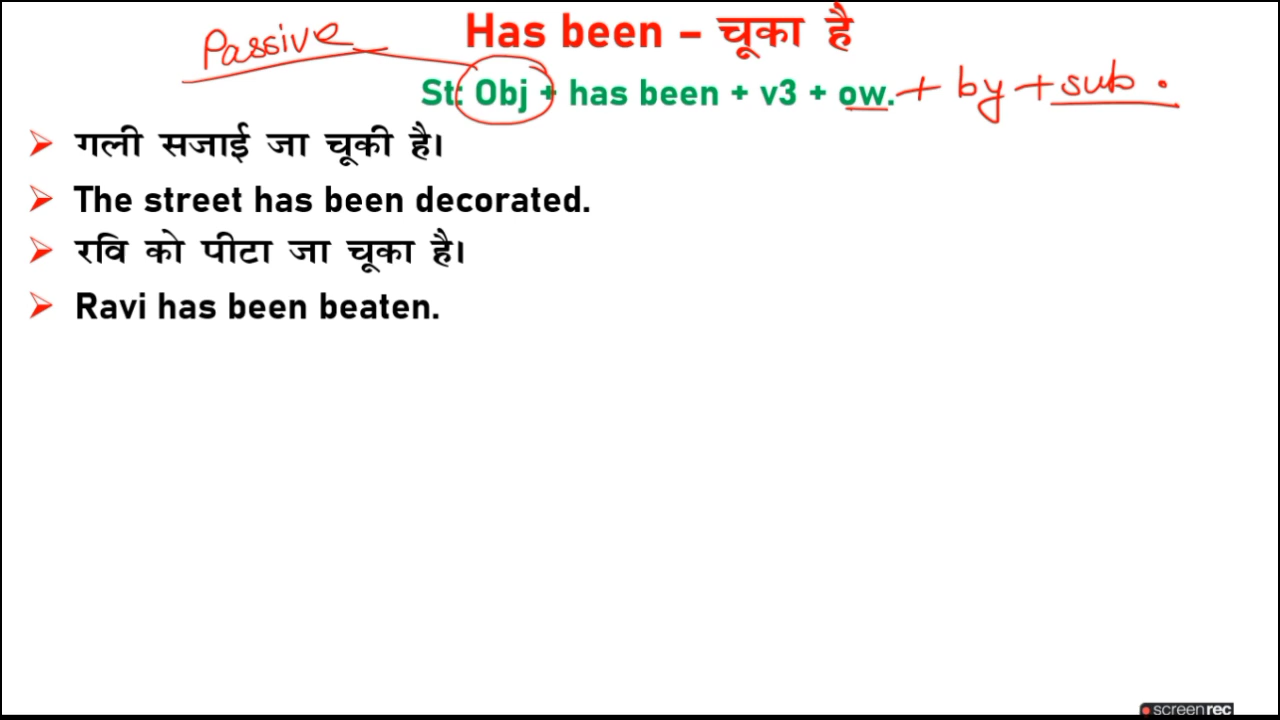 Has been – चूका है
Passive
St: Obj + has been + v3 + ow. + by + sub.
गली सजाई जा चूकी है।
The street has been decorated.
रवि को पीटा जा चूका है।
Ravi has been beaten.
screenrec